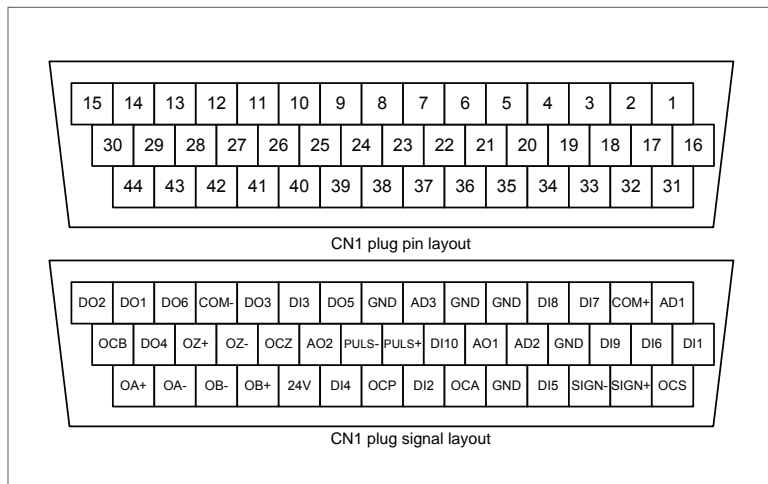 15 14 13 12 11 10 9 8 7 6 5 4 3 2 1
30 29 28 27 26 25 24 23 22 21 20 19 18 17 16
44 43 42 41 40 39 38 37 36 35 34 33 32 31
CN1 plug pin layout
DO2 DO1 DO6 COM- DO3 DI3 DO5 GND AD3 GND GND DI8 DI7 COM+ AD1
OCB DO4 OZ+ OZ- OCZ AO2 PULS- PULS+ DI10 AO1 AD2 GND DI9 DI6 DI1
OA+ OA- OB- OB+ 24V DI4 OCP DI2 OCA GND DI5 SIGN- SIGN+ OCS
CN1 plug signal layout